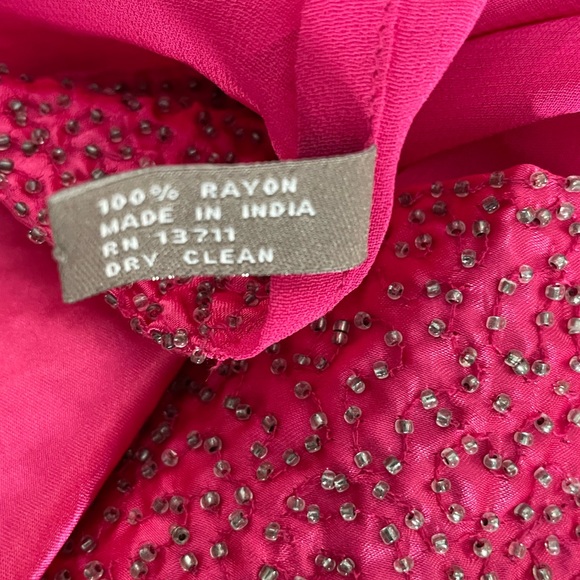 100% RAYON
MADE IN INDIA
RN 13711
DRY CLEAN